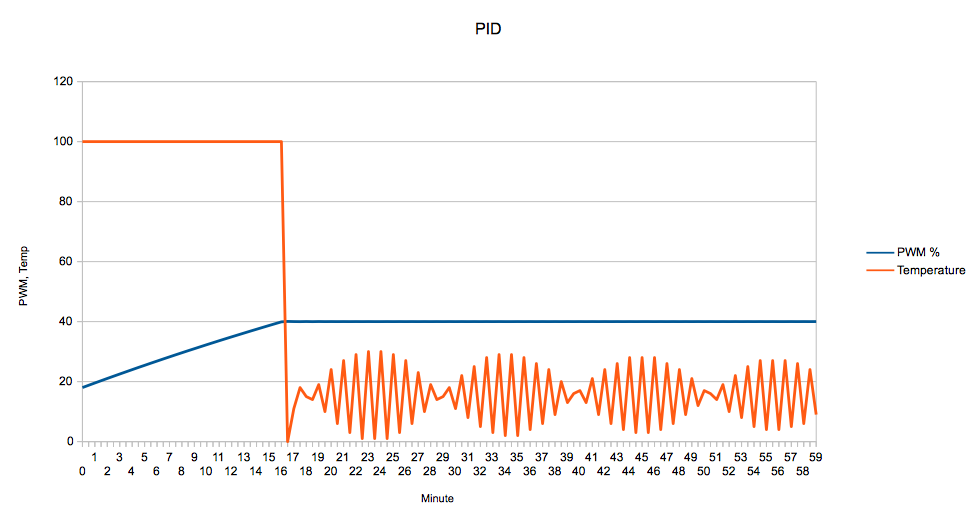 PID
120
100
80
60
40
20
0
PWM, Temp
PWM %
Temperature
1 3 5 7 9 11 13 15 17 19 21 23 25 27 29 31 33 35 37 39 41 43 45 47 49 51 53 55 57 59
0 2 4 6 8 10 12 14 16 18 20 22 24 26 28 30 32 34 36 38 40 42 44 46 48 50 52 54 56 58
Minute